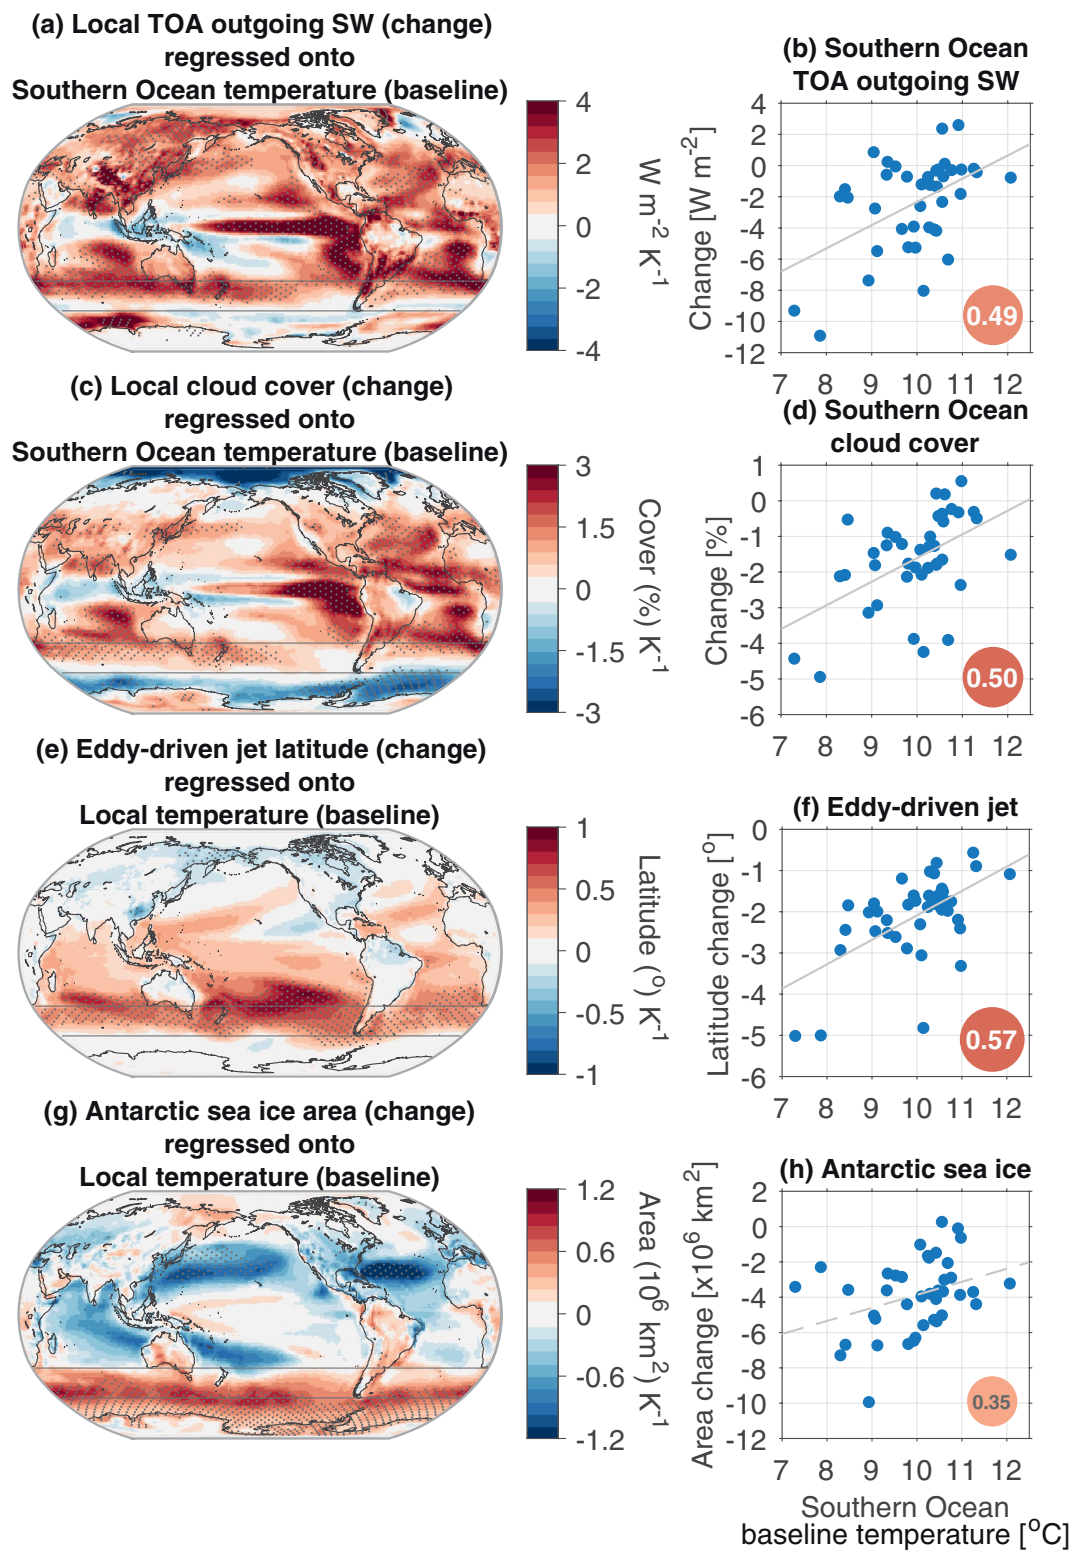 (a) Local TOA outgoing SW (change)
regressed onto
Southern Ocean temperature (baseline)
4
2
0
-2
-4
W m-2 K-1
(b) Southern Ocean
TOA outgoing SW
Change [W m-2]
4
2
0
-2
-4
-6
-8
-10
-12
0.49
7 8 9 10 11 12
(c) Local cloud cover (change)
regressed onto
Southern Ocean temperature (baseline)
3
1.5
0
-1.5
-3
Cover (%) K-1
(d) Southern Ocean
cloud cover
Change [%]
1
0
-1
-2
-3
-4
-5
-6
0.50
7 8 9 10 11 12
(e) Eddy-driven jet latitude (change)
regressed onto
Local temperature (baseline)
1
0.5
0
-0.5
-1
Latitude (o) K-1
(f) Eddy-driven jet
Latitude change [o]
0
-1
-2
-3
-4
-5
-6
0.57
7 8 9 10 11 12
(g) Antarctic sea ice area (change)
regressed onto
Local temperature (baseline)
1.2
0.6
0
-0.6
-1.2
Area (106 km2) K-1
(h) Antarctic sea ice
Area change [x106 km2]
2
0
-2
-4
-6
-8
-10
-12
0.35
7 8 9 10 11 12
Southern Ocean
baseline temperature [oC]